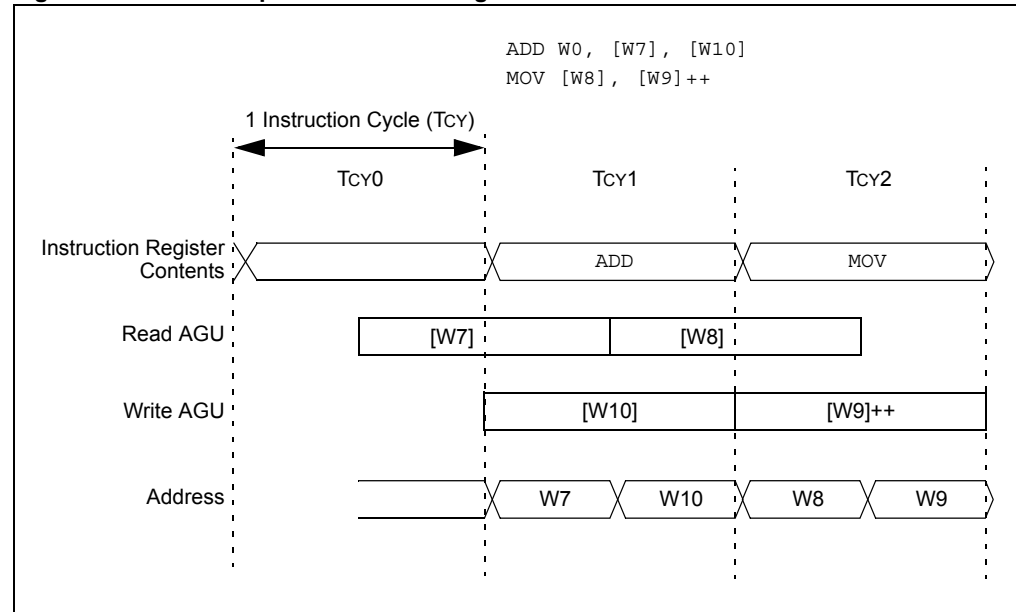 ADD W0, [W7], [W10]
MOV [W8], [W9]++
1 Instruction Cycle (TCY)
TCY0 TCY1 TCY2
Instruction Register
Contents
ADD MOV
Read AGU [W7] [W8]
Write AGU [W10] [W9]++
Address W7 W10 W8 W9